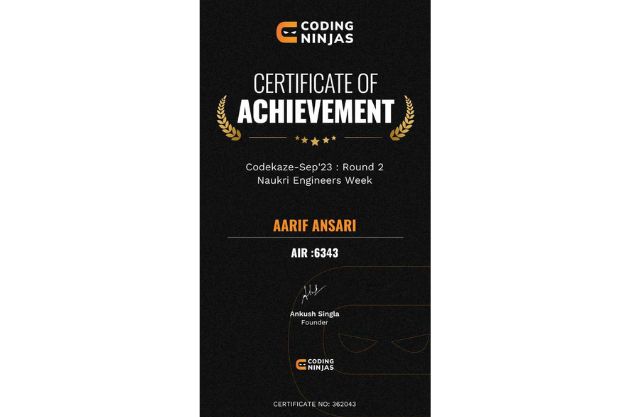 CODING
NINJAS
CERTIFICATE OF
ACHIEVEMENT
Codekaze-Sep'23 : Round 2
Naukri Engineers Week
AARIF ANSARI
AIR :6343
Ankush Singla
Founder
CODING
NINJAS
CERTIFICATE NO: 362043